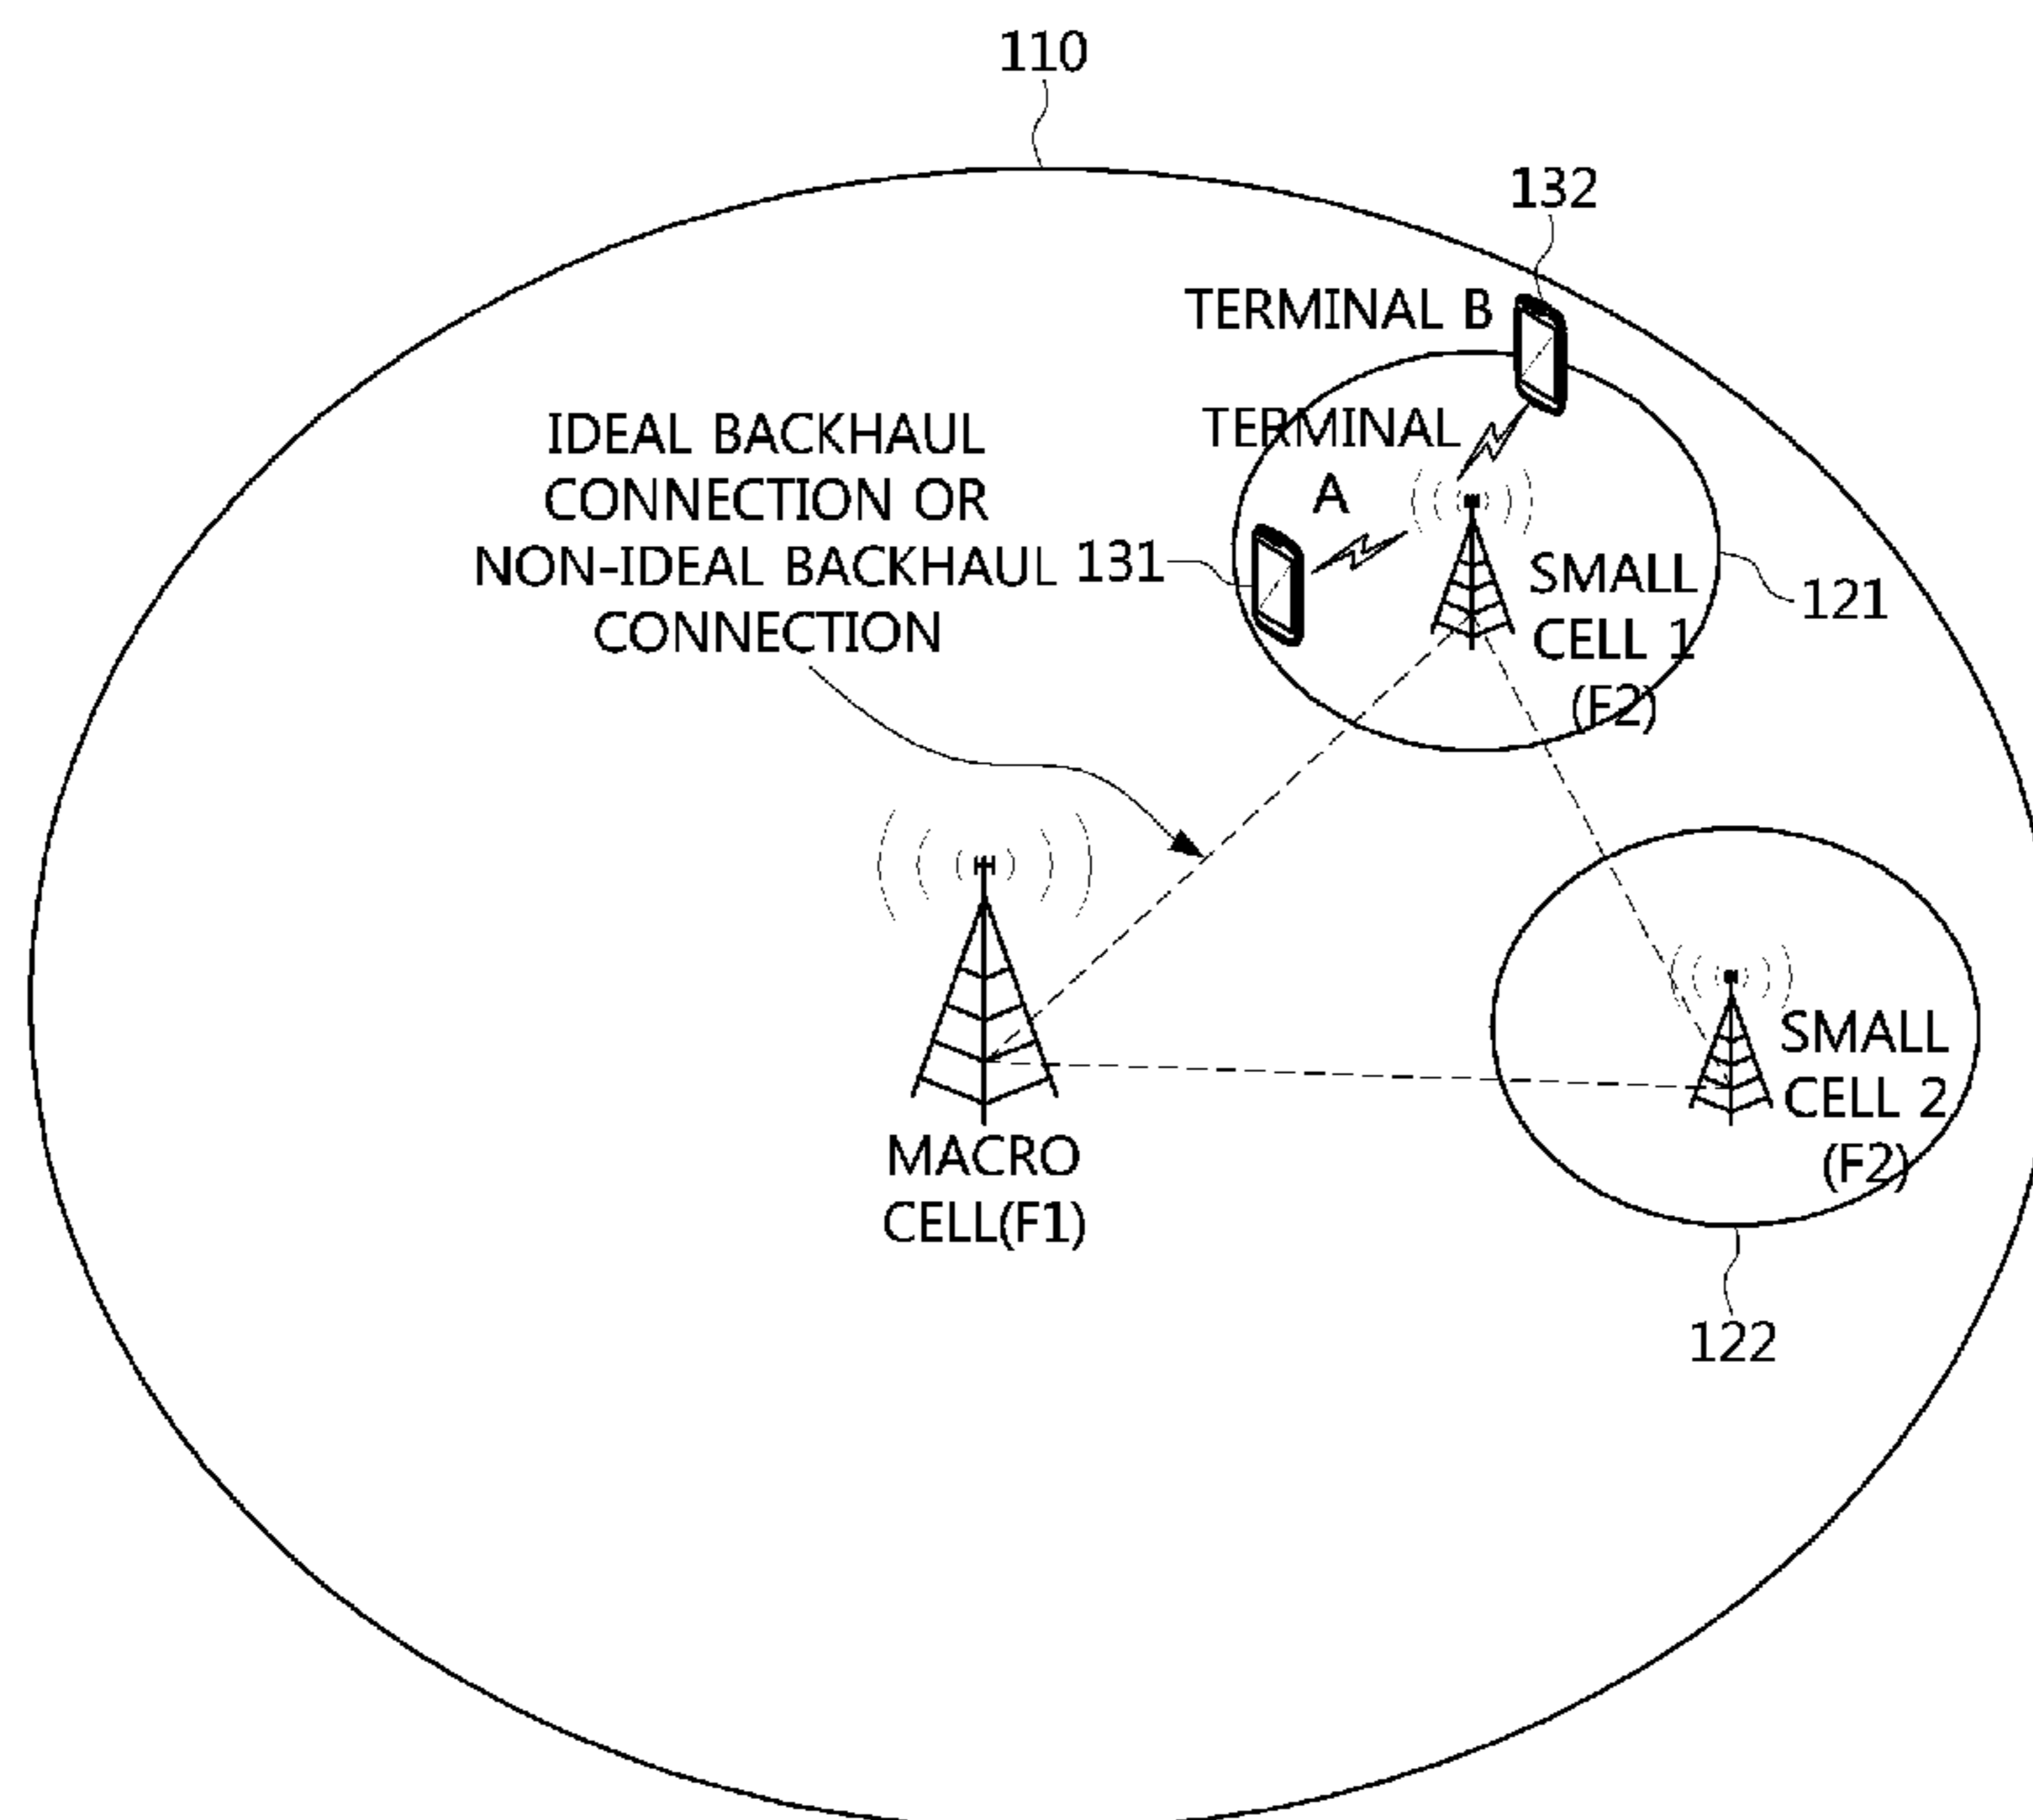 110
132
TERMINAL B
TERMINAL
A
IDEAL BACKHAUL
CONNECTION OR
NON-IDEAL BACKHAUL
CONNECTION
131
SMALL
CELL 1
(F2)
121
MACRO
CELL(F1)
SMALL
CELL 2
(F2)
122